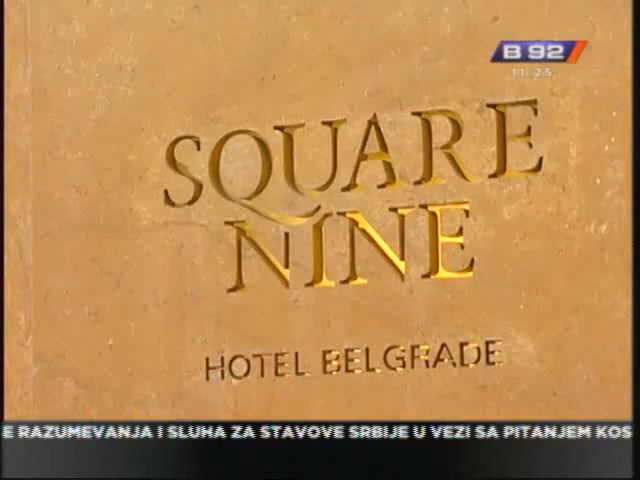 B 92
11:25
SQUARE
NINE
HOTEL BELGRADE
E RAZUMEVANJA I SLUHA ZA STAVOVE SRBIJE U VEZI SA PITANJEM KOS